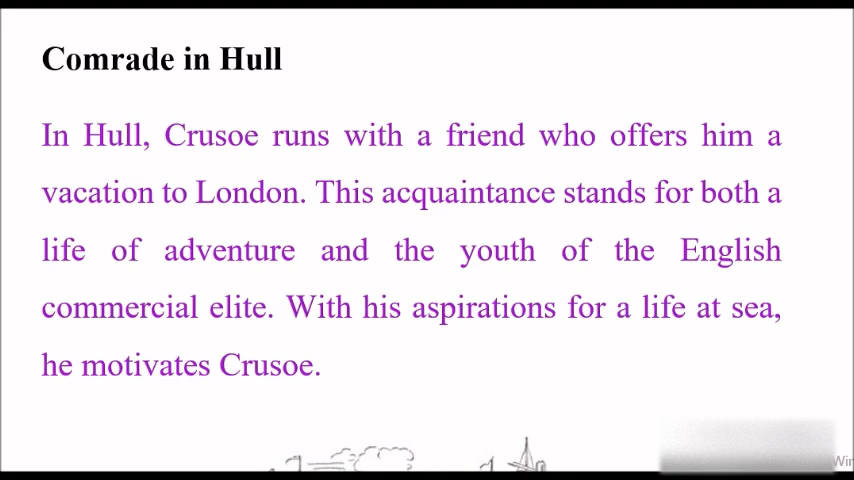 Comrade in Hull
In Hull, Crusoe runs with a friend who offers him a
vacation to London. This acquaintance stands for both a
life of adventure and the youth of the English
commercial elite. With his aspirations for a life at sea,
he motivates Crusoe.